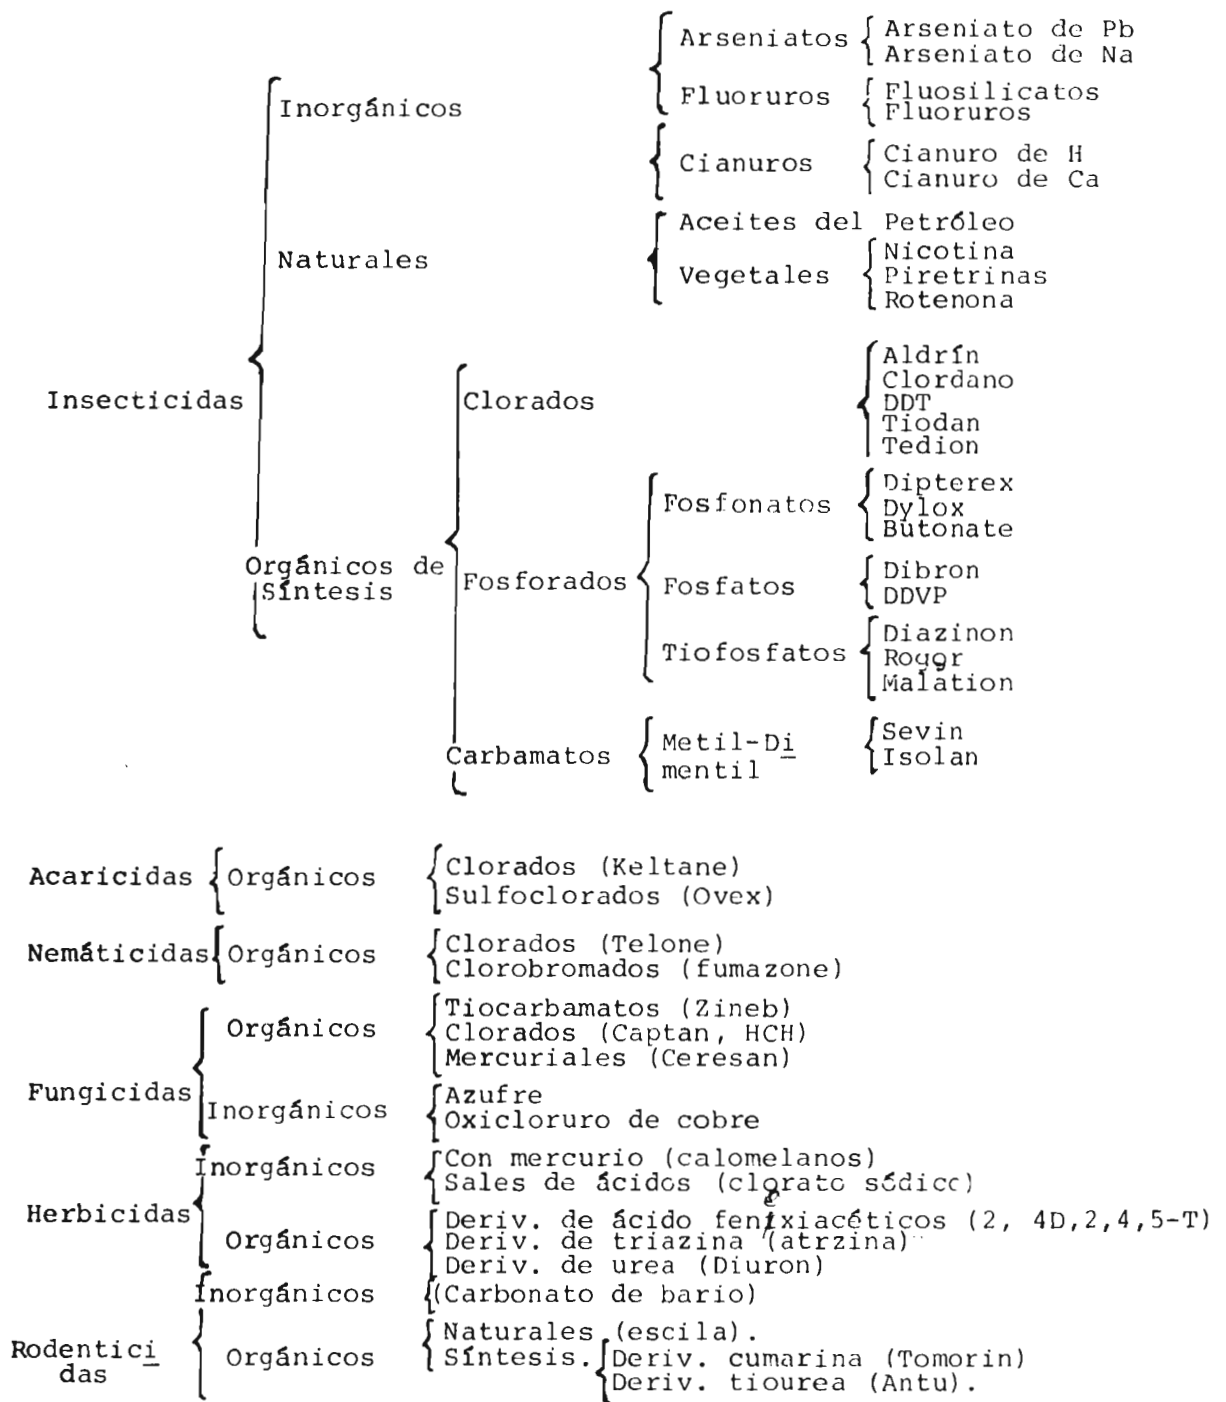 Arseniatos { Arseniato de Pb
Arseniato de Na
Inorgánicos
Fluoruros { Fluosilicatos
Fluoruros
Cianuros { Cianuro de H
Cianuro de Ca
Aceites del Petróleo
Naturales
Vegetales { Nicotina
Piretrinas
Rotenona
Insecticidas
Clorados { Aldrín
Clordano
DDT
Tiodan
Tedion
Orgánicos de
Síntesis
Fosforados
Fosfonatos { Dipterex
Dylox
Butonate
Fosfatos { Dibron
DDVP
Tiofosfatos { Diazinon
Malation
Carbamatos { Metil-Di
mentil
Sevin
Isolan
Acaricidas { Orgánicos { Clorados (Keltane)
Sulfoclorados (Ovex)
Nemáticidas { Orgánicos { Clorados (Telone)
Clorobromados (fumazone)
Fungicidas
Orgánicos { Tiocarbamatos (Zineb)
Clorados (Captan, HCH)
Mercuriales (Ceresan)
Inorgánicos { Azufre
Oxicloruro de cobre
Herbicidas
Inorgánicos { Con mercurio (calomelanos)
Sales de ácidos (clorato sódico)
Orgánicos { Deriv. de ácido fenixiacéticos (2, 4D,2,4,5-T)
Deriv. de triazina (atrzina)
Deriv. de urea (Diuron)
Rodentici
das
Inorgánicos { (Carbonato de bario)
Orgánicos { Naturales (escila).
Síntesis. { Deriv. cumarina (Tomorin)
Deriv. tiourea (Antu).